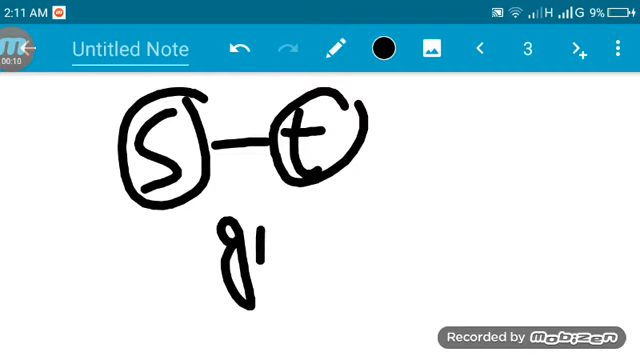 2:11 AM H G 9%
00:10 Untitled Note 3
S - t
g
Recorded by mobizen